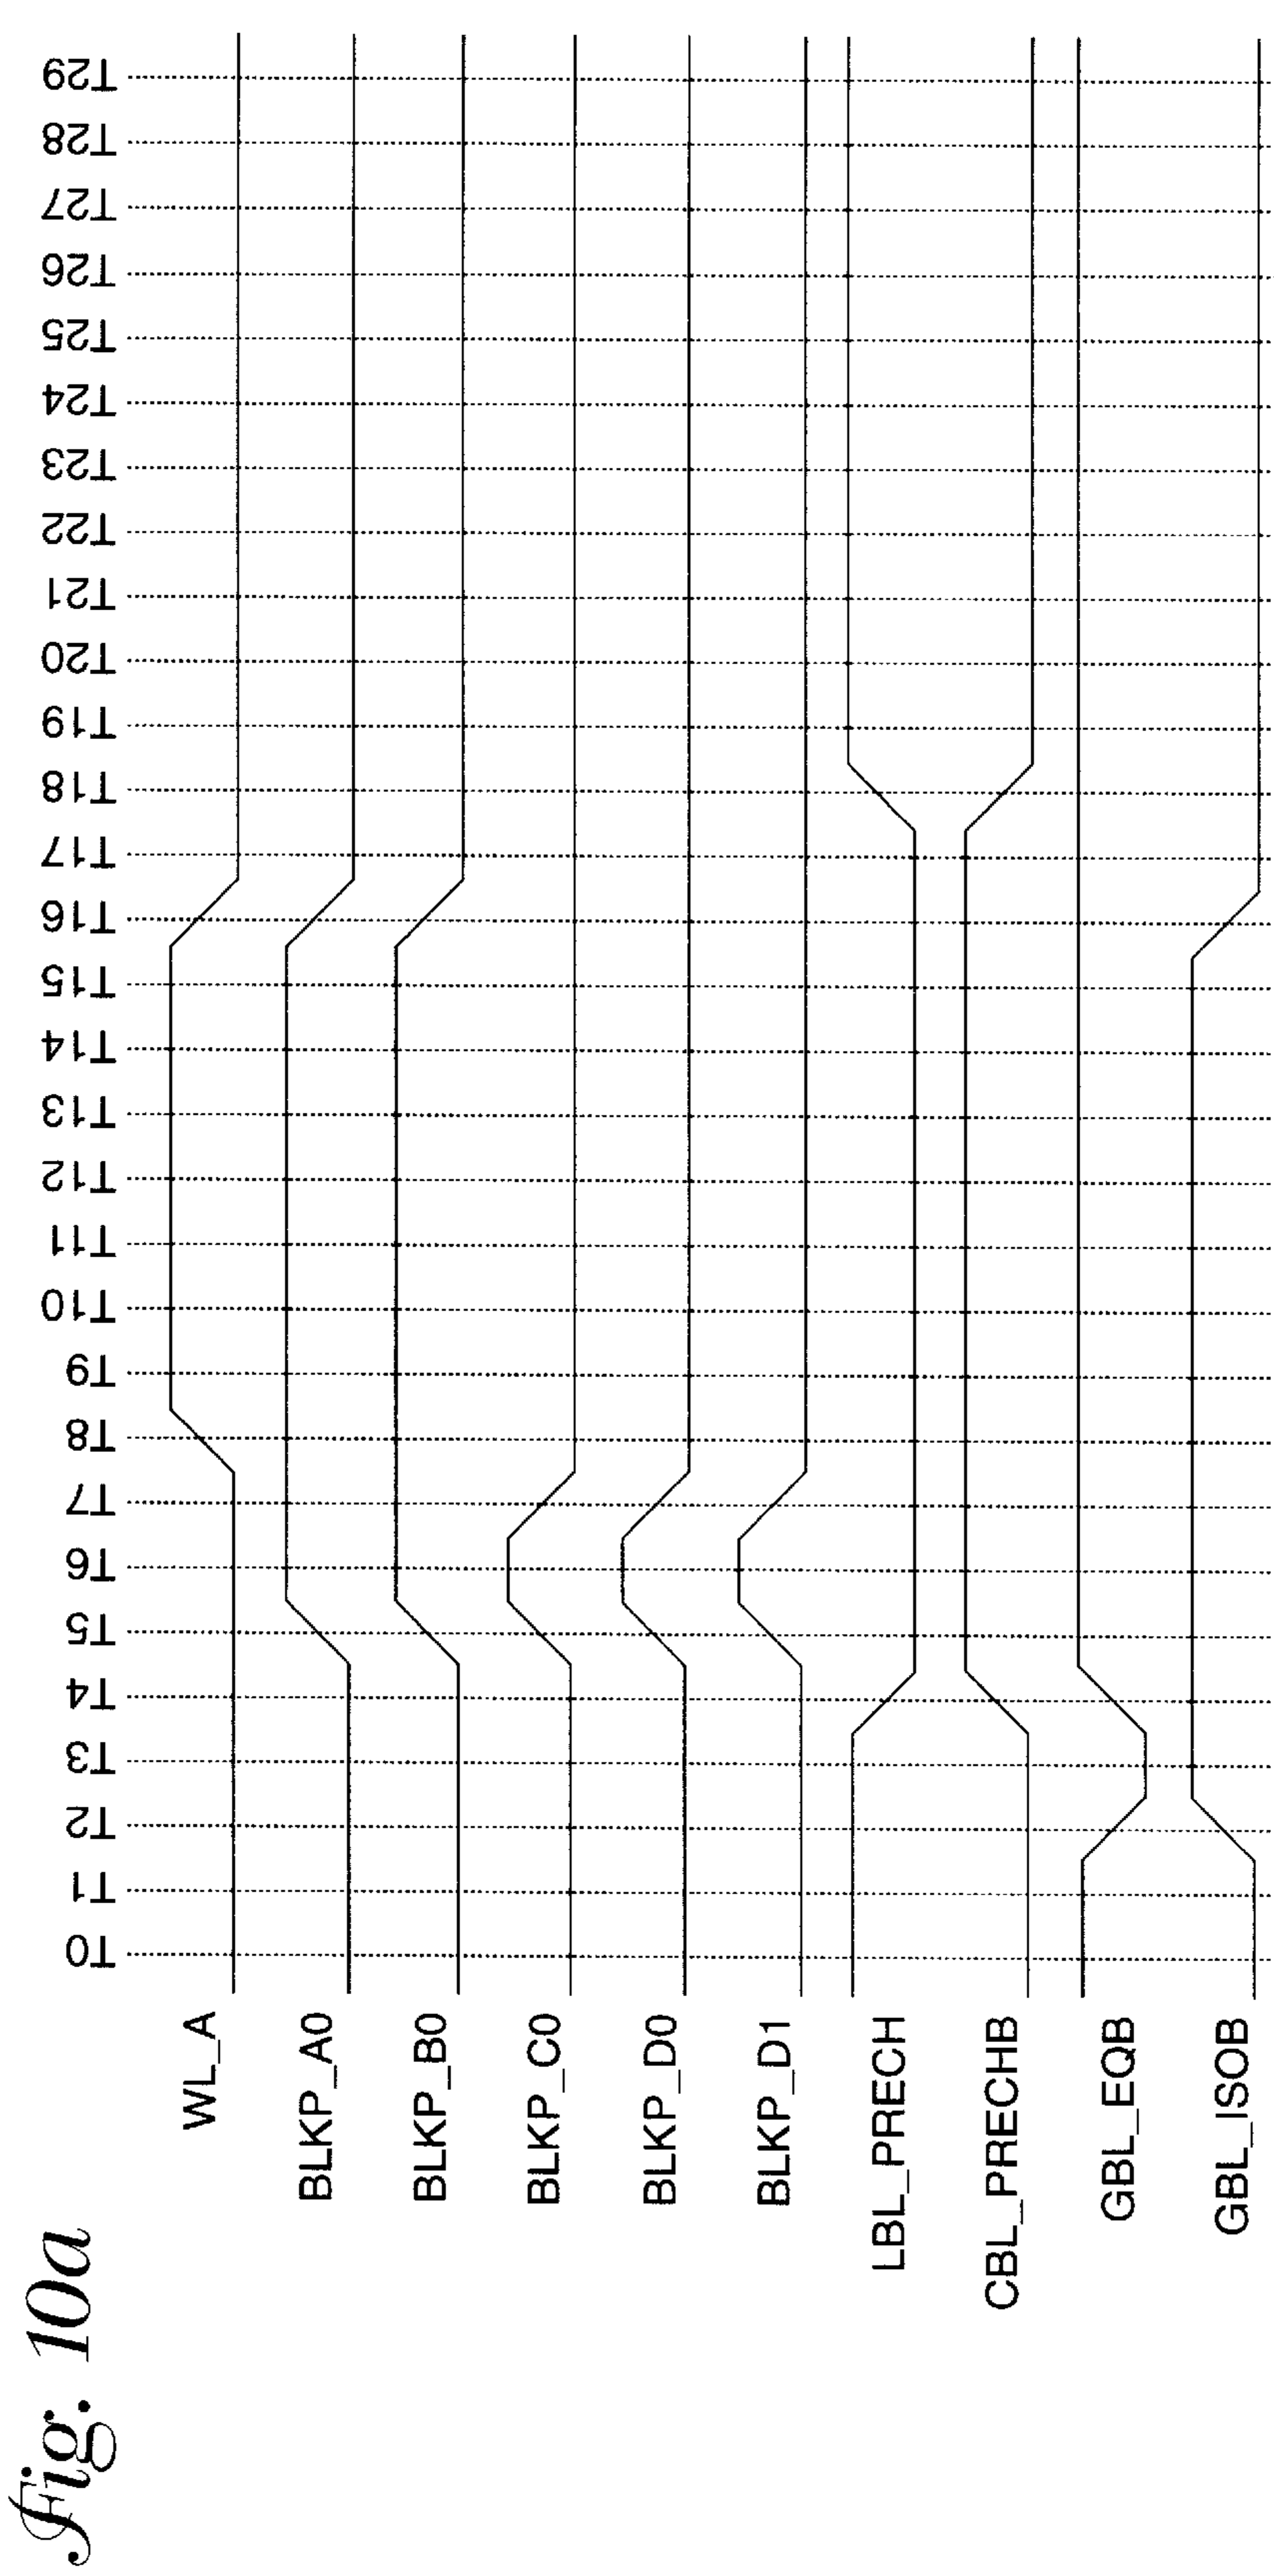 Fig. 10a
T0 T1 T2 T3 T4 T5 T6 T7 T8 T9 T10 T11 T12 T13 T14 T15 T16 T17 T18 T19 T20 T21 T22 T23 T24 T25 T26 T27 T28 T29
WL_A
BLKP_A0
BLKP_B0
BLKP_C0
BLKP_D0
BLKP_D1
LBL_PRECH
CBL_PRECHB
GBL_EQB
GBL_ISOB